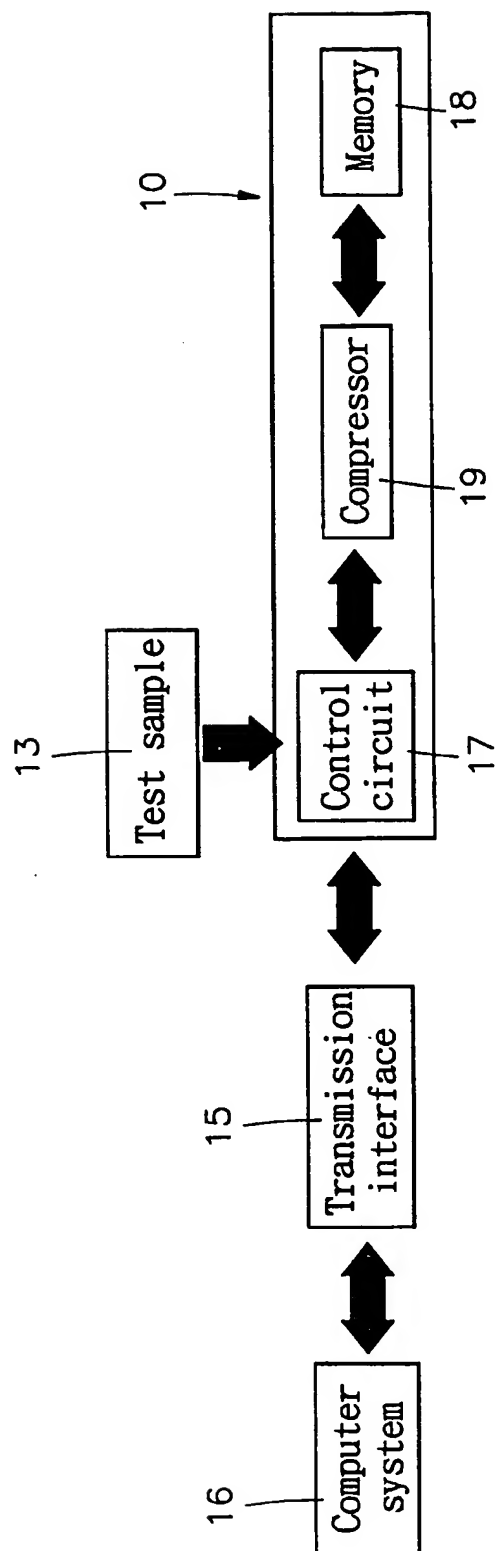 10
13
Test sample
Memory
18
Compressor
19
Control
circuit
17
15
Transmission
interface
16
Computer
system